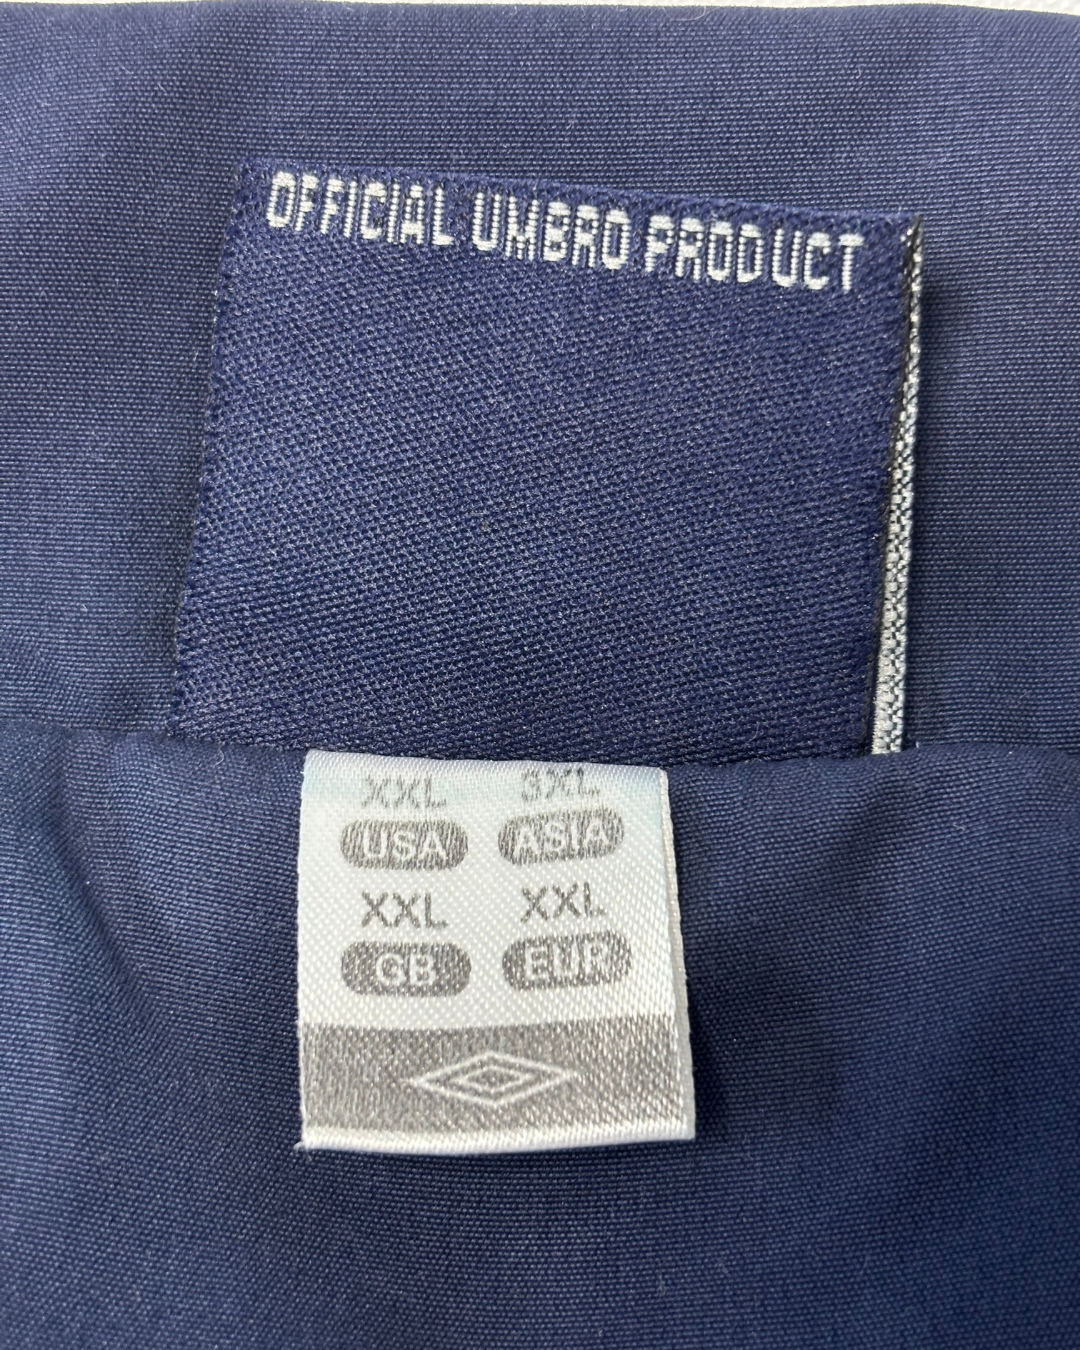 OFFICIAL UMBRO PRODUCT
XXL 3XL
USA ASIA
XXL XXL
GB EUR